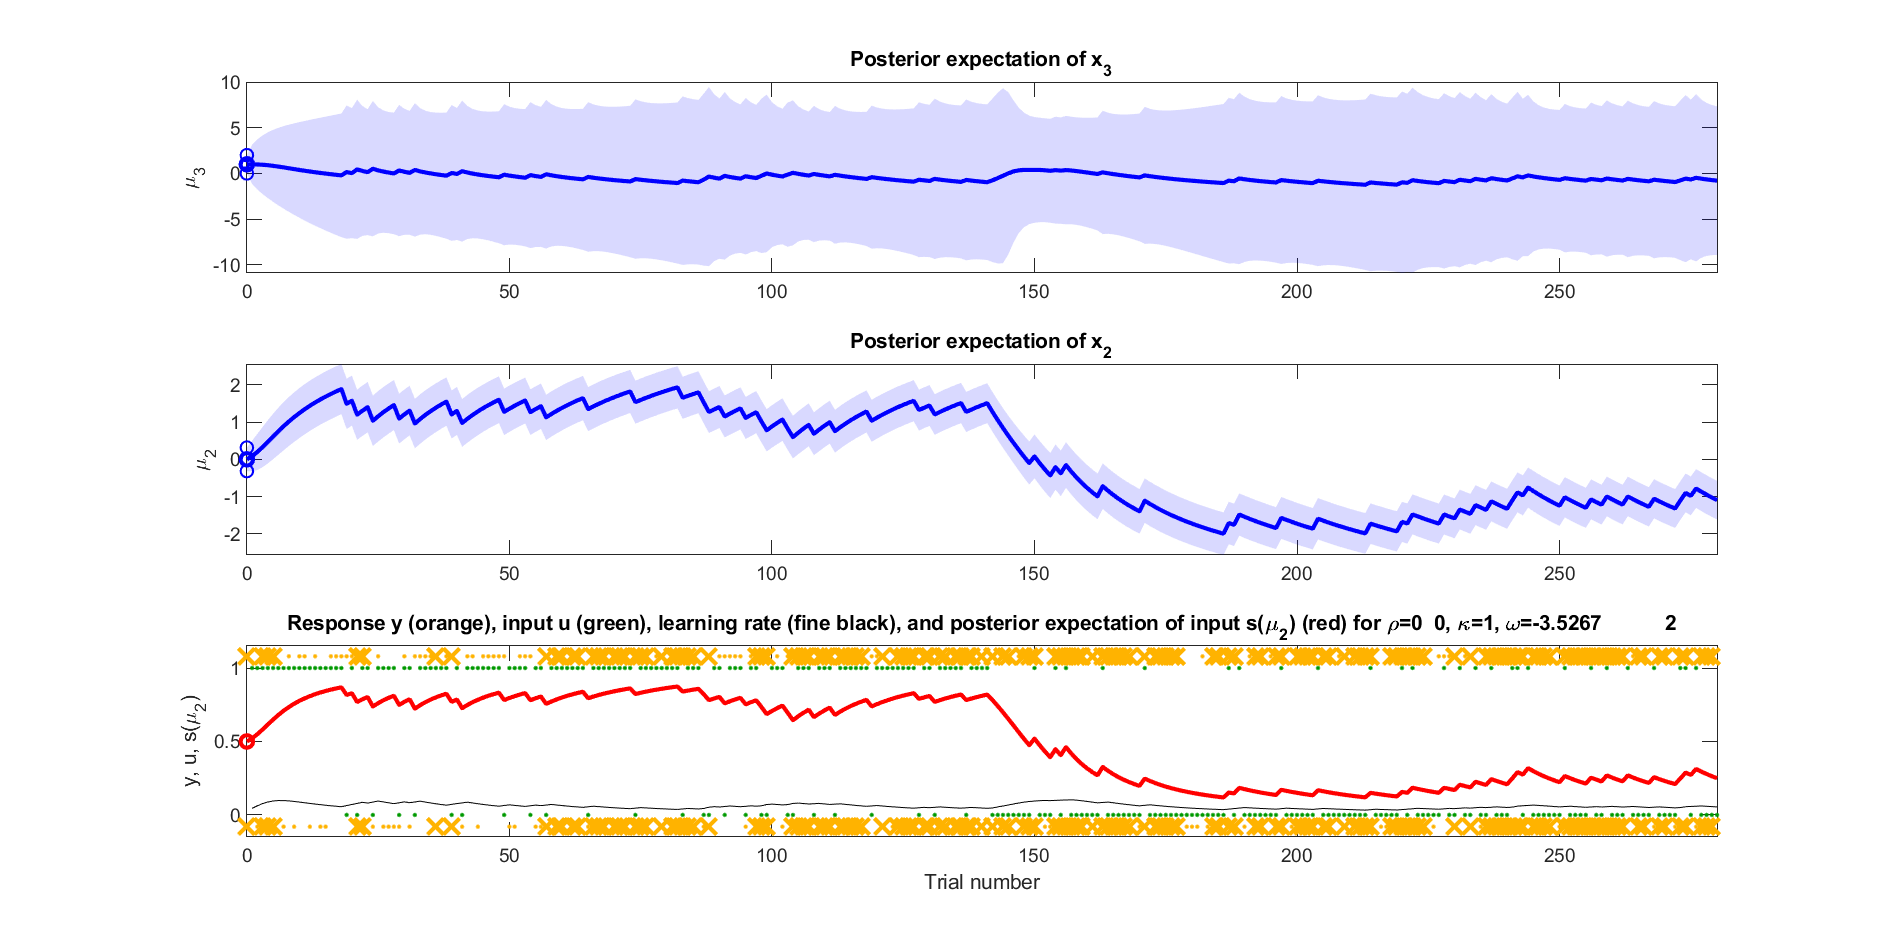 Posterior expectation of x₃
10
5
0
-5
-10
μ₃
0 50 100 150 200 250
Posterior expectation of x₂
2
1
0
-1
-2
μ₂
0 50 100 150 200 250
Response y (orange), input u (green), learning rate (fine black), and posterior expectation of input s(μ₂) (red) for ρ=0 0, κ=1, ω=-3.5267 2
1
0.5
0
y, u, s(μ₂)
0 50 100 150 200 250
Trial number